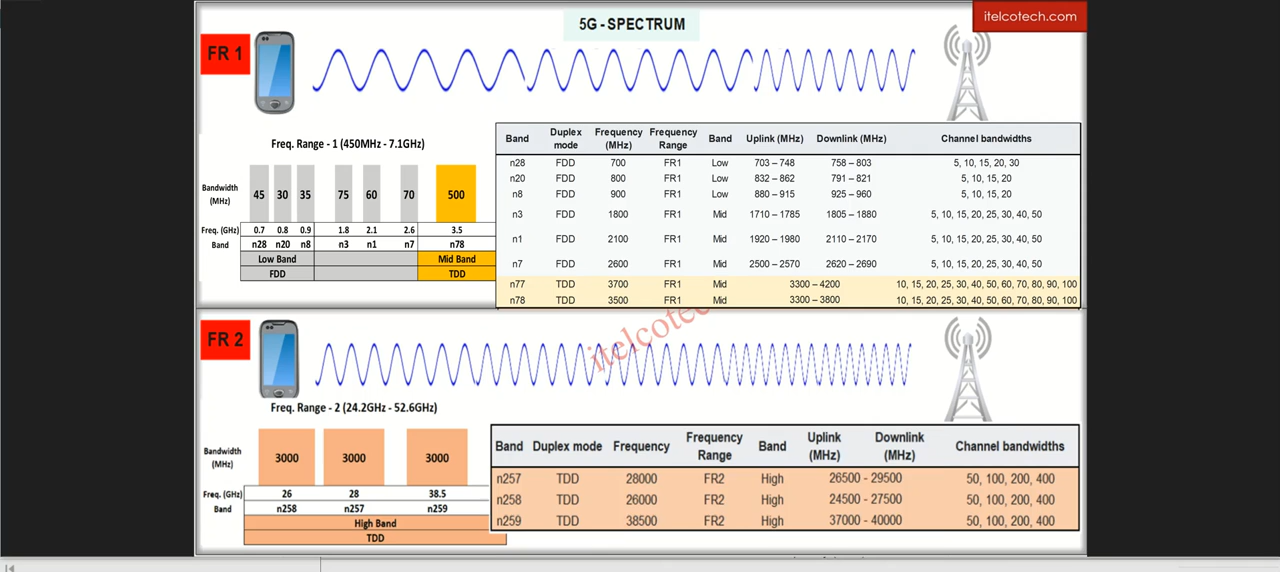 itelcotech.com
5G - SPECTRUM
FR 1
Freq. Range - 1 (450MHz - 7.1GHz)
Bandwidth (MHz) 45 30 35 75 60 70 500
Freq. (GHz) 0.7 0.8 0.9 1.8 2.1 2.6 3.5
Band n28 n20 n8 n3 n1 n7 n78
Low Band Mid Band
FDD TDD
Band Duplex mode Frequency (MHz) Frequency Range Band Uplink (MHz) Downlink (MHz) Channel bandwidths
n28 FDD 700 FR1 Low 703 – 748 758 – 803 5, 10, 15, 20, 30
n20 FDD 800 FR1 Low 832 – 862 791 – 821 5, 10, 15, 20
n8 FDD 900 FR1 Low 880 – 915 925 – 960 5, 10, 15, 20
n3 FDD 1800 FR1 Mid 1710 – 1785 1805 – 1880 5, 10, 15, 20, 25, 30, 40, 50
n1 FDD 2100 FR1 Mid 1920 – 1980 2110 – 2170 5, 10, 15, 20, 25, 30, 40, 50
n7 FDD 2600 FR1 Mid 2500 – 2570 2620 – 2690 5, 10, 15, 20, 25, 30, 40, 50
n77 TDD 3700 FR1 Mid 3300 – 4200 10, 15, 20, 25, 30, 40, 50, 60, 70, 80, 90, 100
n78 TDD 3500 FR1 Mid 3300 – 3800 10, 15, 20, 25, 30, 40, 50, 60, 70, 80, 90, 100
itelcotec
FR 2
Freq. Range - 2 (24.2GHz - 52.6GHz)
Bandwidth (MHz) 3000 3000 3000
Freq. (GHz) 26 28 38.5
Band n258 n257 n259
High Band
TDD
Band Duplex mode Frequency Frequency Range Band Uplink (MHz) Downlink (MHz) Channel bandwidths
n257 TDD 28000 FR2 High 26500 - 29500 50, 100, 200, 400
n258 TDD 26000 FR2 High 24500 - 27500 50, 100, 200, 400
n259 TDD 38500 FR2 High 37000 - 40000 50, 100, 200, 400